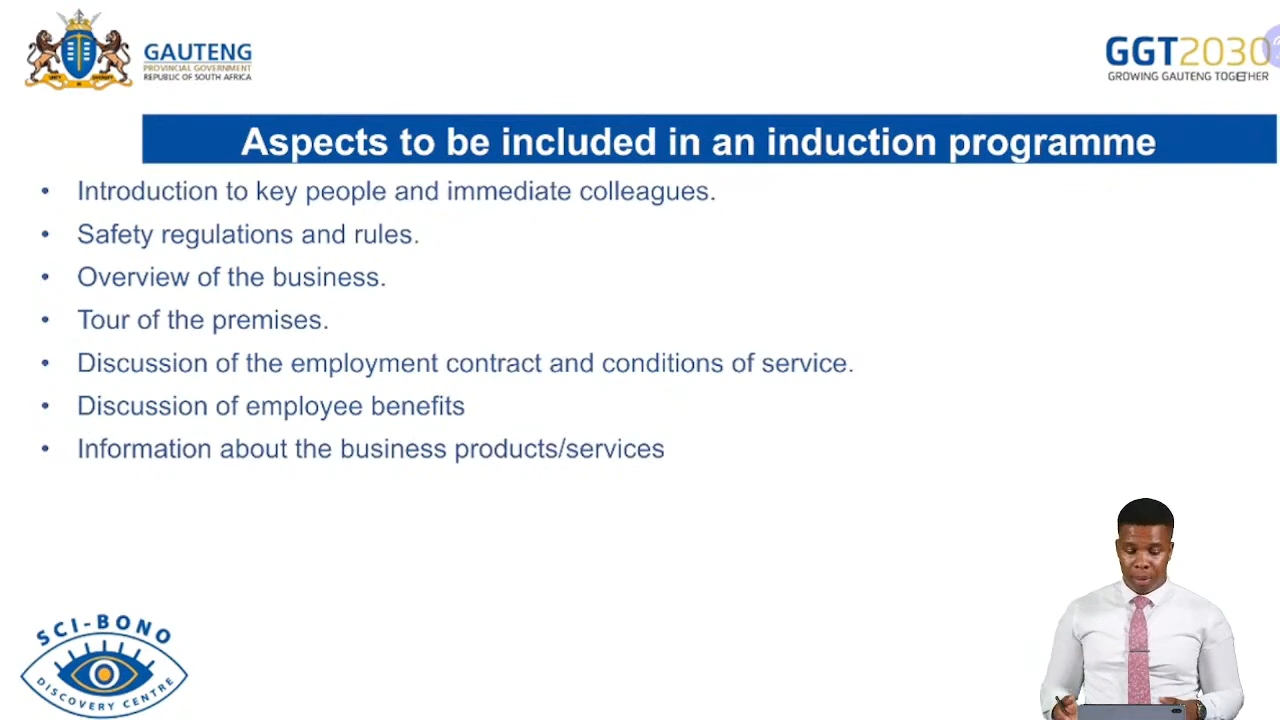 GAUTENG
PROVINCIAL GOVERNMENT
REPUBLIC OF SOUTH AFRICA
GGT2030
GROWING GAUTENG TOGETHER
Aspects to be included in an induction programme
• Introduction to key people and immediate colleagues.
• Safety regulations and rules.
• Overview of the business.
• Tour of the premises.
• Discussion of the employment contract and conditions of service.
• Discussion of employee benefits
• Information about the business products/services
SCI-BONO
DISCOVERY CENTRE